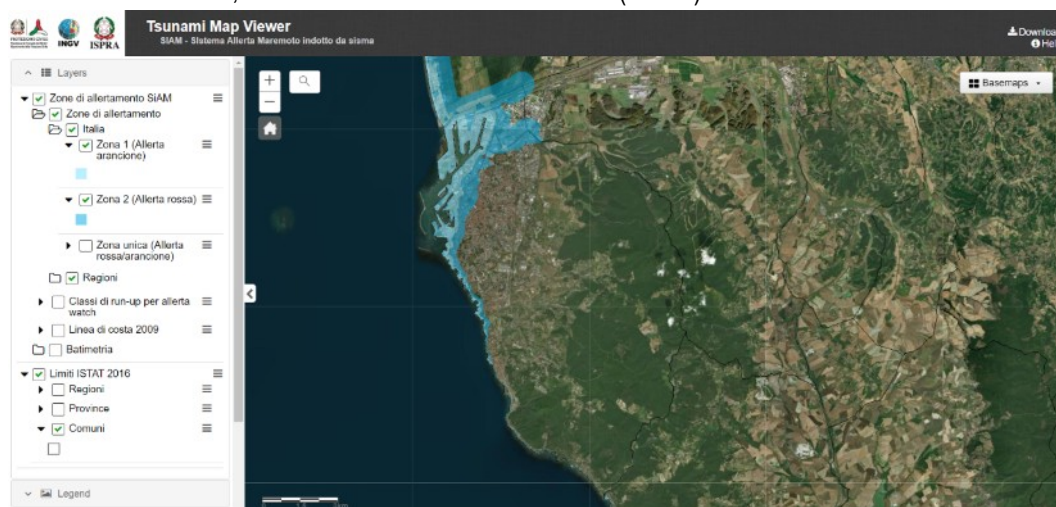 Tsunami Map Viewer
SiAM - Sistema Allerta Maremoto indotto da sisma
INGV
ISPRA
Downloa
Hel
Layers
Zone di allertamento SiAM
Zone di allertamento
Italia
Zona 1 (Allerta
arancione)
Zona 2 (Allerta rossa)
Zona unica (Allerta
rossa/arancione)
Regioni
Classi di run-up per allerta
watch
Linea di costa 2009
Batimetria
Limiti ISTAT 2016
Regioni
Province
Comuni
Legend
Basemaps